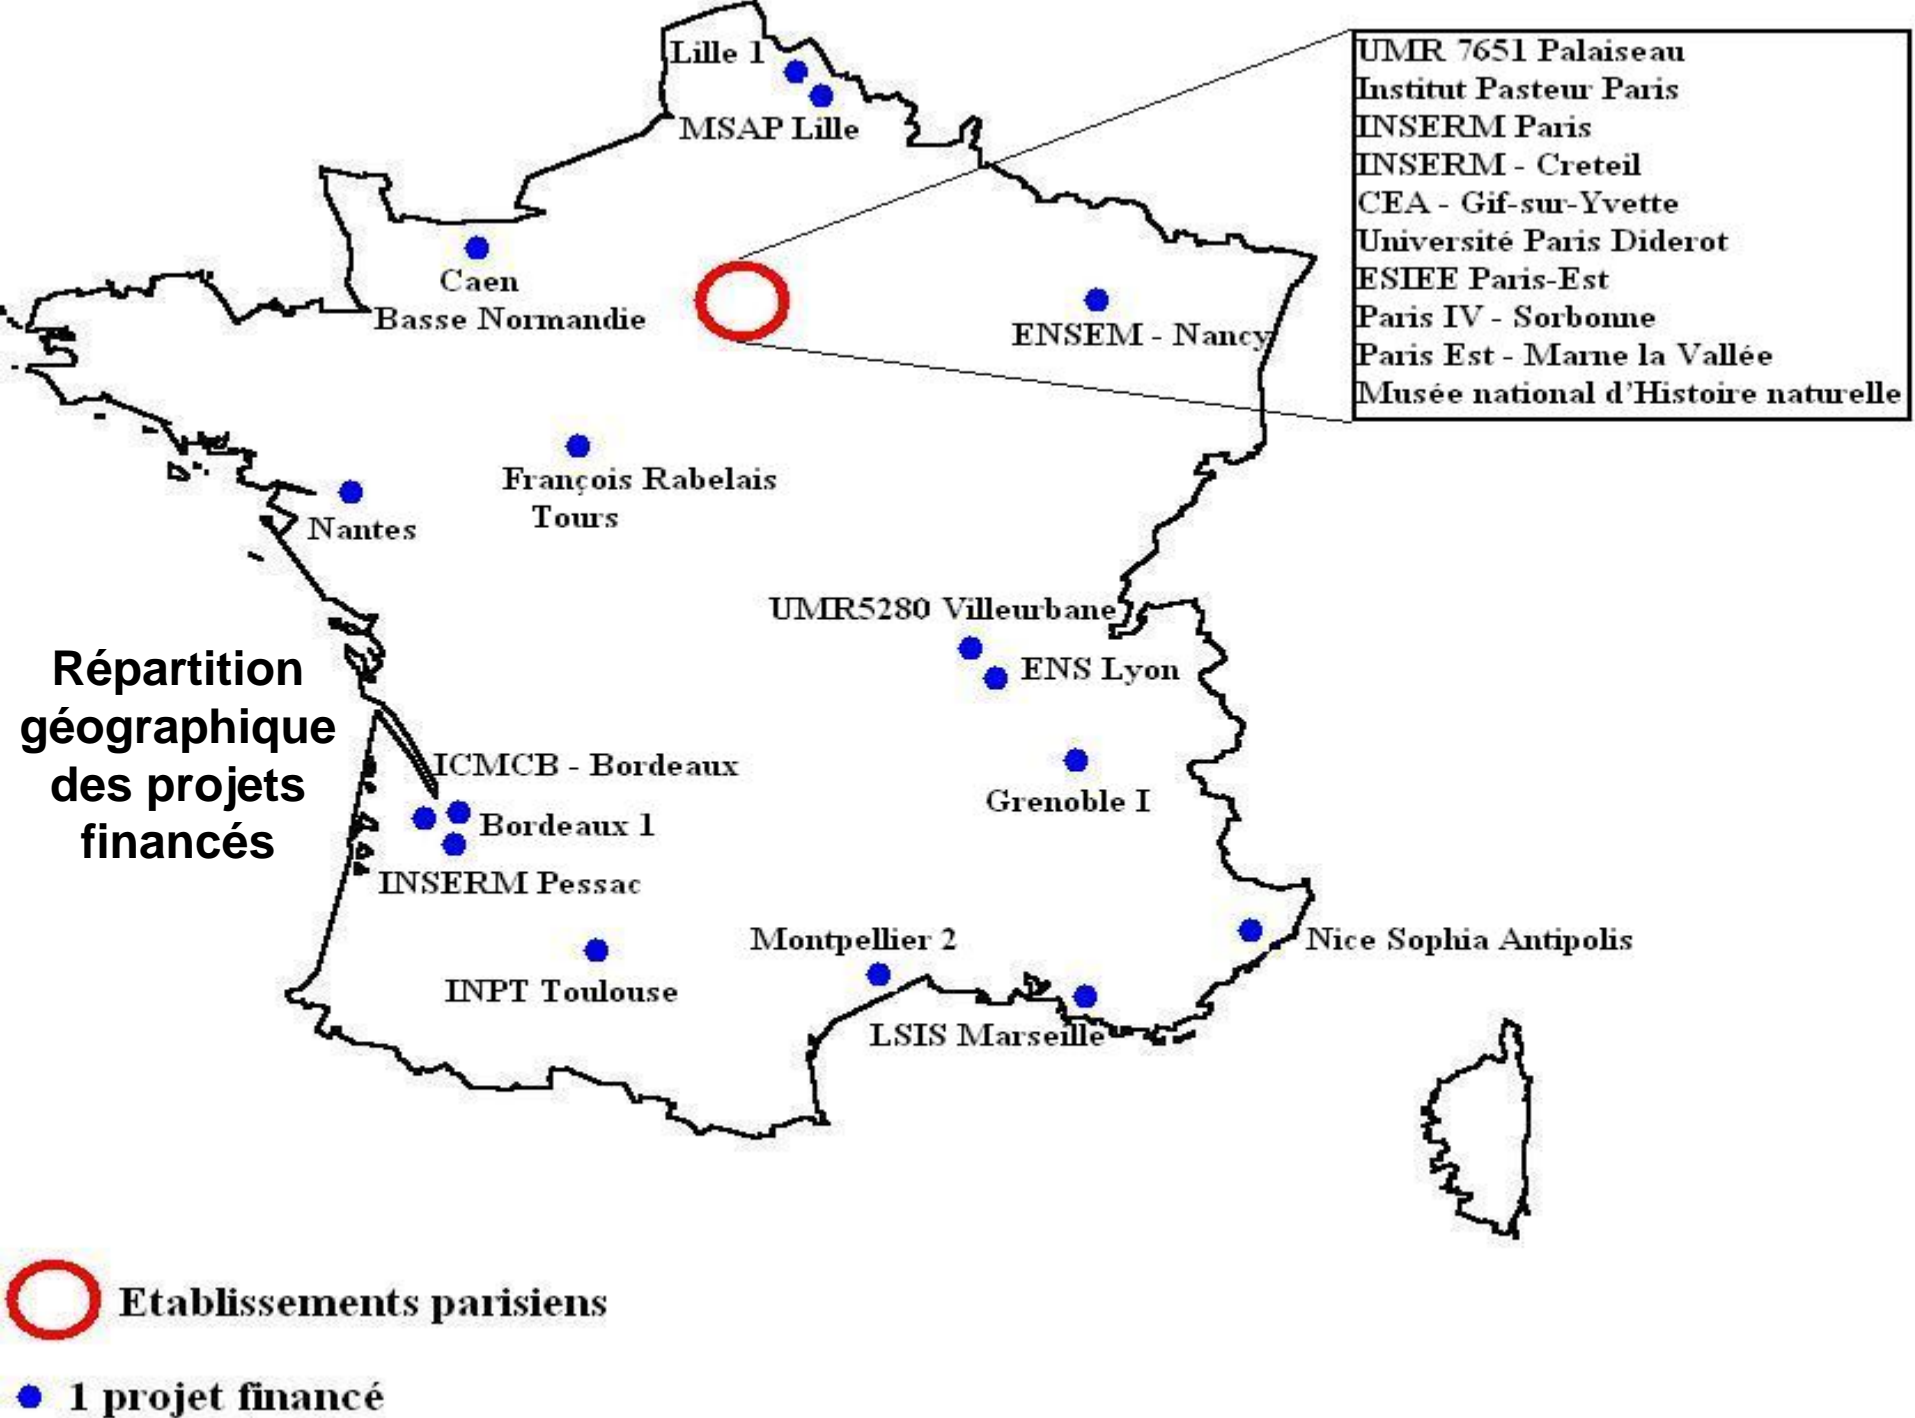 Lille 1
MSAP Lille
UMR 7651 Palaiseau
Institut Pasteur Paris
INSERM Paris
INSERM - Creteil
CEA - Gif-sur-Yvette
Université Paris Diderot
ESIEE Paris-Est
Paris IV - Sorbonne
Paris Est - Marne la Vallée
Musée national d'Histoire naturelle
Caen
Basse Normandie
ENSEM - Nancy
François Rabelais
Tours
Nantes
UMR5280 Villeurbane
ENS Lyon
Répartition
géographique
des projets
financés
ICMCB - Bordeaux
Bordeaux 1
INSERM Pessac
Grenoble I
Montpellier 2
Nice Sophia Antipolis
INPT Toulouse
LSIS Marseille
Etablissements parisiens
1 projet financé